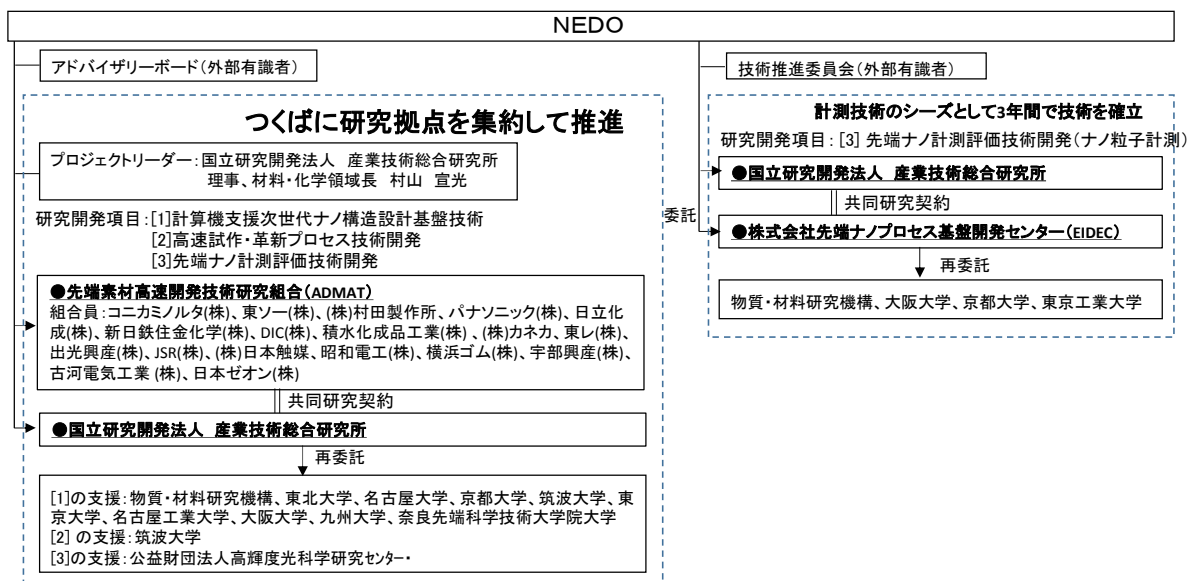 NEDO
アドバイザリーボード(外部有識者)
つくばに研究拠点を集約して推進
プロジェクトリーダー:国立研究開発法人 産業技術総合研究所
理事、材料・化学領域長 村山 宣光
研究開発項目:[1]計算機支援次世代ナノ構造設計基盤技術
[2]高速試作・革新プロセス技術開発
[3]先端ナノ計測評価技術開発
●先端素材高速開発技術研究組合(ADMAT)
組合員:コニカミノルタ(株)、東ソー(株)、(株)村田製作所、パナソニック(株)、日立化
成(株)、新日鉄住金化学(株)、DIC(株)、積水化成品工業(株) 、(株)カネカ、東レ(株)、
出光興産(株)、JSR(株)、(株)日本触媒、昭和電工(株)、横浜ゴム(株)、宇部興産(株)、
古河電気工業 (株)、日本ゼオン(株)
共同研究契約
●国立研究開発法人 産業技術総合研究所
再委託
[1]の支援:物質・材料研究機構、東北大学、名古屋大学、京都大学、筑波大学、東
京大学、名古屋工業大学、大阪大学、九州大学、奈良先端科学技術大学院大学
[2] の支援:筑波大学
[3]の支援:公益財団法人高輝度光科学研究センター・
委託
技術推進委員会(外部有識者)
計測技術のシーズとして3年間で技術を確立
研究開発項目: [3] 先端ナノ計測評価技術開発(ナノ粒子計測)
●国立研究開発法人 産業技術総合研究所
共同研究契約
●株式会社先端ナノプロセス基盤開発センター(EIDEC)
再委託
物質・材料研究機構、大阪大学、京都大学、東京工業大学